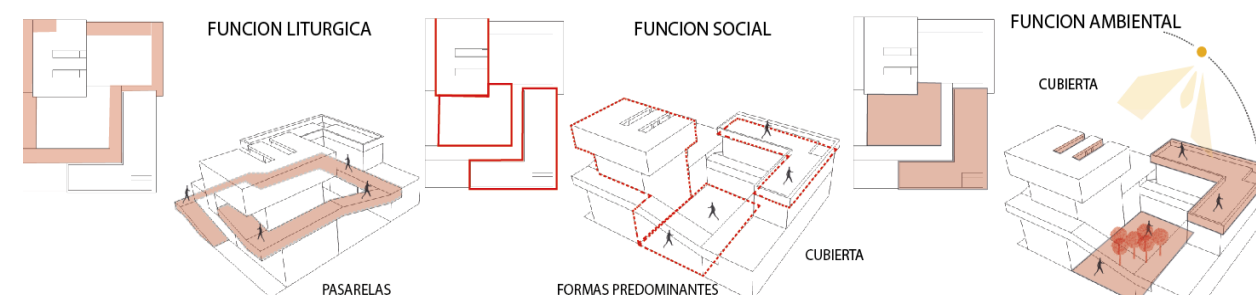 FUNCION LITURGICA
PASARELAS
FUNCION SOCIAL
FORMAS PREDOMINANTES
CUBIERTA
FUNCION AMBIENTAL
CUBIERTA